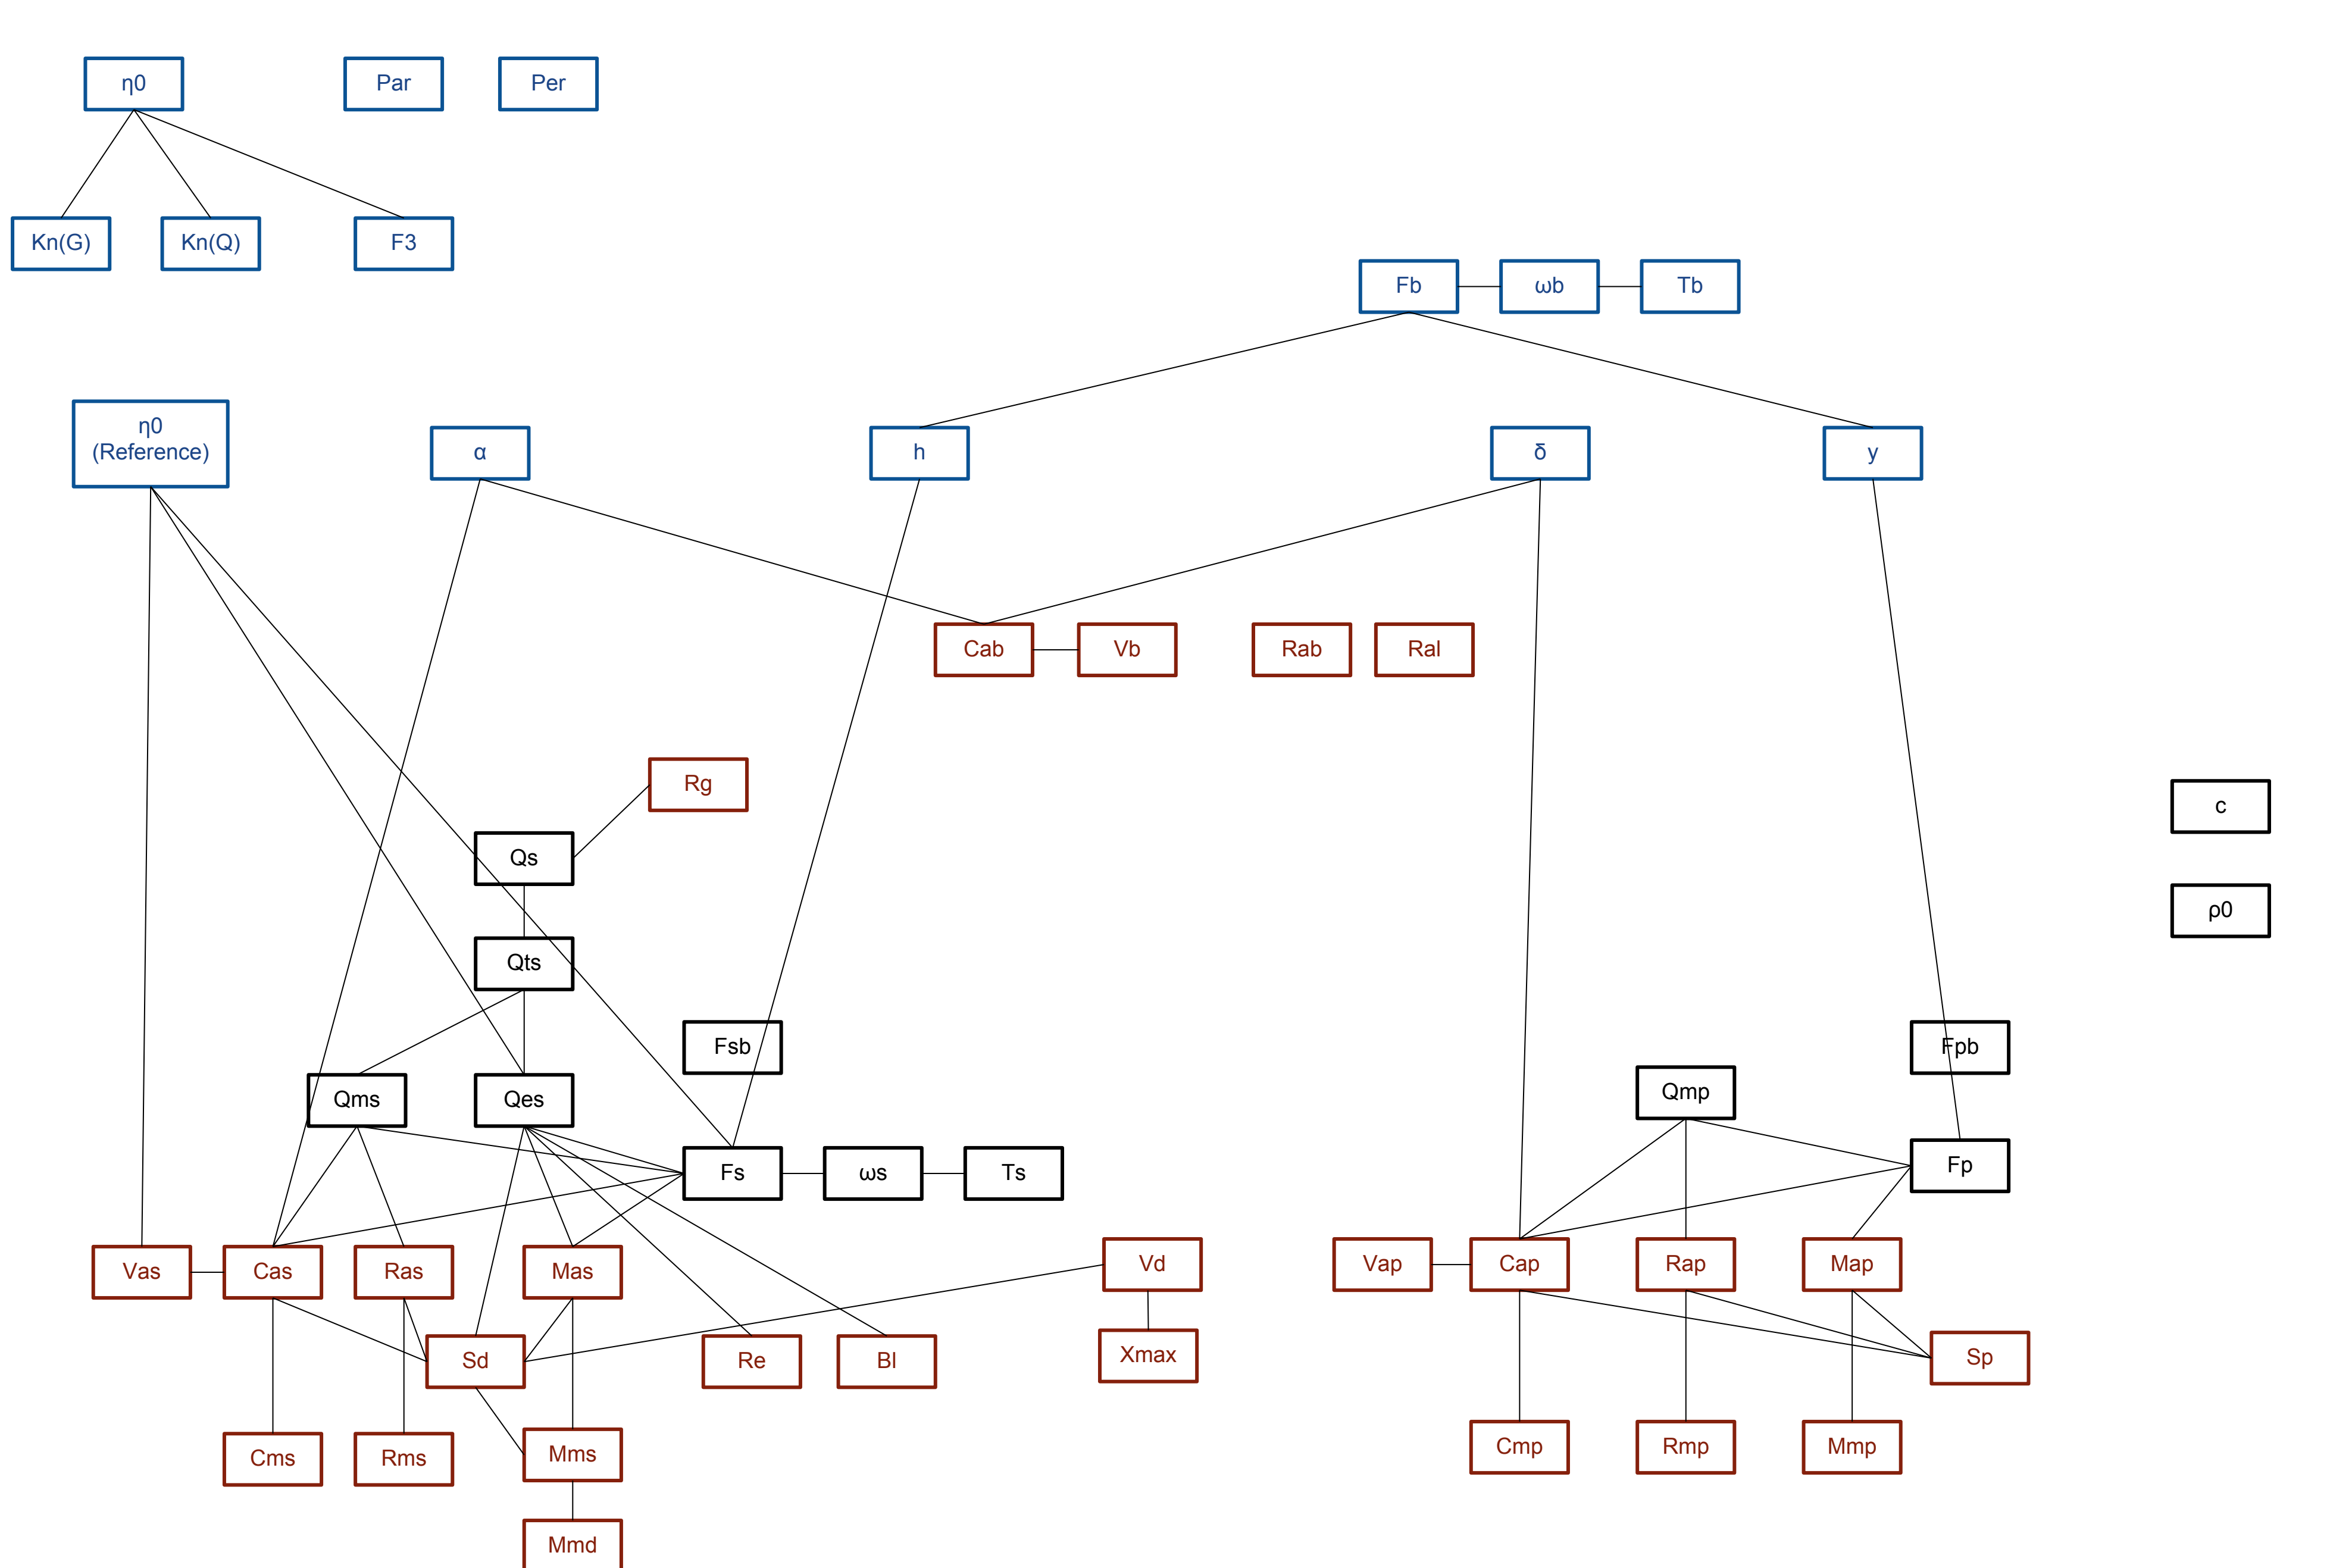 η0
Par
Per
Kn(G)
Kn(Q)
F3
Fb
ωb
Tb
η0
(Reference)
α
h
δ
y
Cab
Vb
Rab
Ral
Rg
c
Qs
ρ0
Qts
Fsb
Fpb
Qms
Qes
Qmp
Fs
ωs
Ts
Fp
Vas
Cas
Ras
Mas
Vd
Vap
Cap
Rap
Map
Sd
Re
Bl
Xmax
Sp
Cms
Rms
Mms
Cmp
Rmp
Mmp
Mmd